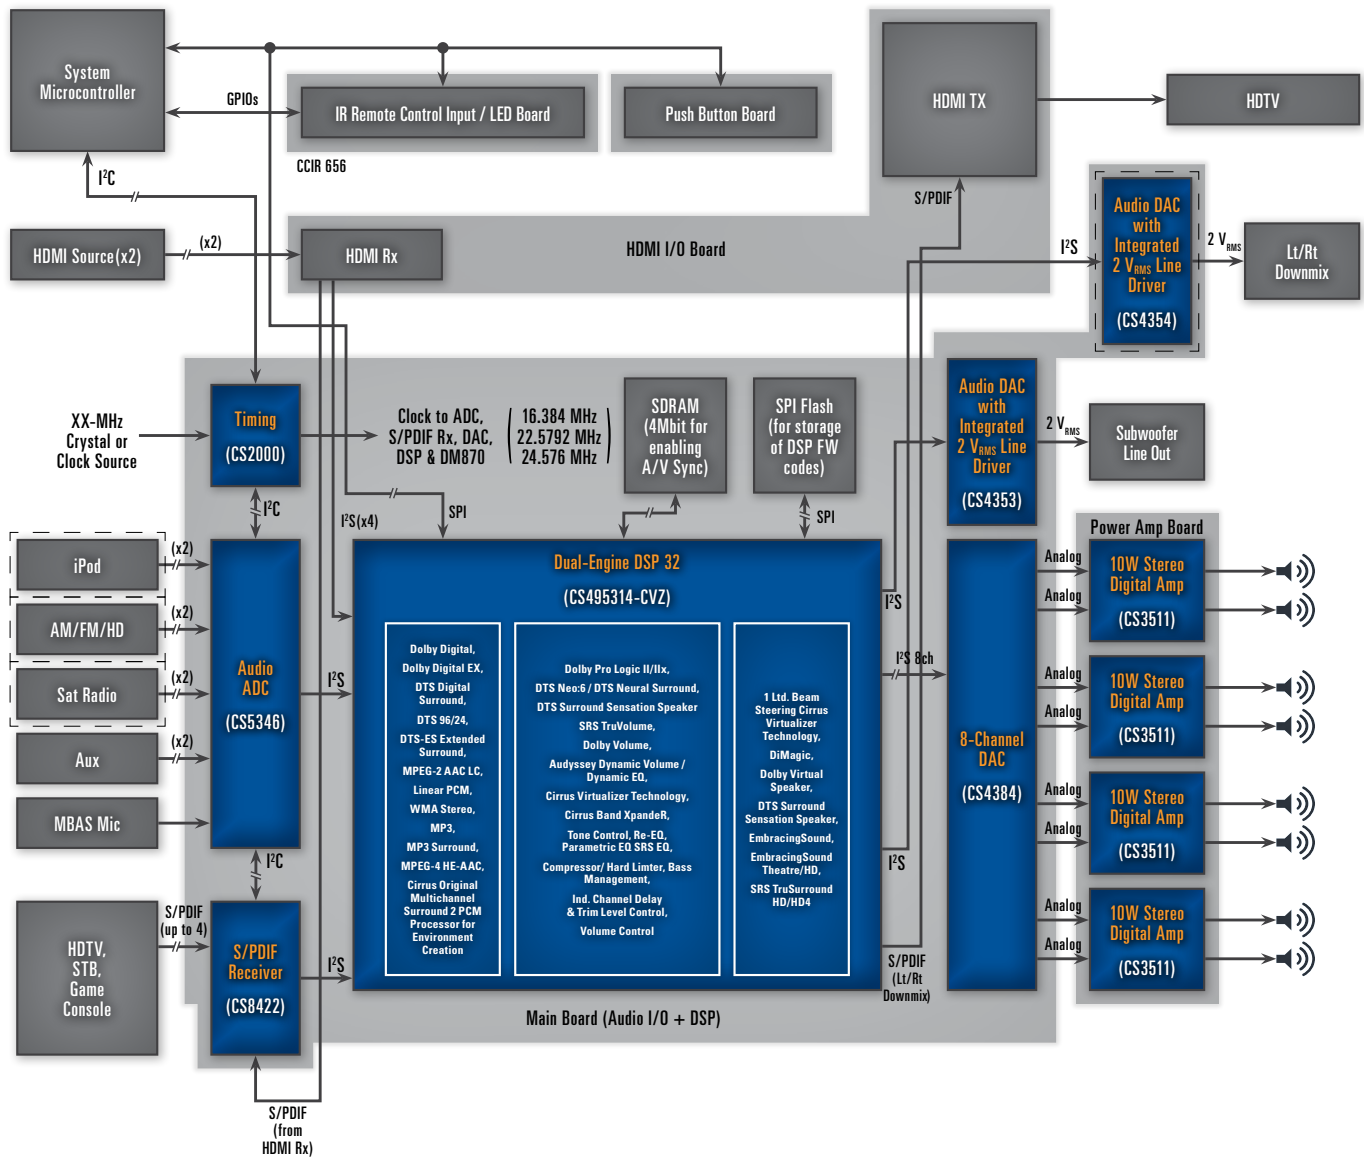 System
Microcontroller
GPIOs
IR Remote Control Input / LED Board
CCIR 656
Push Button Board
HDMI TX
HDTV
I²C
S/PDIF
HDMI Source(x2)
(x2)
HDMI Rx
HDMI I/O Board
I²S
Audio DAC
with
Integrated
2 VRMS Line
Driver
(CS4354)
2 VRMS
Lt/Rt
Downmix
XX-MHz
Crystal or
Clock Source
Timing
(CS2000)
Clock to ADC,
S/PDIF Rx, DAC,
DSP & DM870
16.384 MHz
22.5792 MHz
24.576 MHz
SDRAM
(4Mbit for
enabling
A/V Sync)
SPI Flash
(for storage
of DSP FW
codes)
Audio DAC
with
Integrated
2 VRMS Line
Driver
(CS4353)
2 VRMS
Subwoofer
Line Out
I²C
I²S(x4)
SPI
SPI
iPod
(x2)
AM/FM/HD
(x2)
Sat Radio
(x2)
Aux
(x2)
MBAS Mic
Audio
ADC
(CS5346)
I²S
I²C
HDTV,
STB,
Game
Console
S/PDIF
(up to 4)
S/PDIF
Receiver
(CS8422)
I²S
S/PDIF
(from
HDMI Rx)
Dual-Engine DSP 32
(CS495314-CVZ)
Dolby Digital,
Dolby Digital EX,
DTS Digital
Surround,
DTS 96/24,
DTS-ES Extended
Surround,
MPEG-2 AAC LC,
Linear PCM,
WMA Stereo,
MP3,
MP3 Surround,
MPEG-4 HE-AAC,
Cirrus Original
Multichannel
Surround 2 PCM
Processor for
Environment
Creation
Dolby Pro Logic II/IIx,
DTS Neo:6 / DTS Neural Surround,
DTS Surround Sensation Speaker
SRS TruVolume,
Dolby Volume,
Audyssey Dynamic Volume /
Dynamic EQ,
Cirrus Virtualizer Technology,
Cirrus Band XpandeR,
Tone Control, Re-EQ,
Parametric EQ SRS EQ,
Compressor/ Hard Limter, Bass
Management,
Ind. Channel Delay
& Trim Level Control,
Volume Control
1 Ltd. Beam
Steering Cirrus
Virtualizer
Technology,
DiMagic,
Dolby Virtual
Speaker,
DTS Surround
Sensation Speaker,
EmbracingSound,
EmbracingSound
Theatre/HD,
SRS TruSurround
HD/HD4
Main Board (Audio I/O + DSP)
I²S
I²S 8ch
I²S
S/PDIF
(Lt/Rt
Downmix)
8-Channel
DAC
(CS4384)
Power Amp Board
Analog
Analog
10W Stereo
Digital Amp
(CS3511)
Analog
Analog
10W Stereo
Digital Amp
(CS3511)
Analog
Analog
10W Stereo
Digital Amp
(CS3511)
Analog
Analog
10W Stereo
Digital Amp
(CS3511)